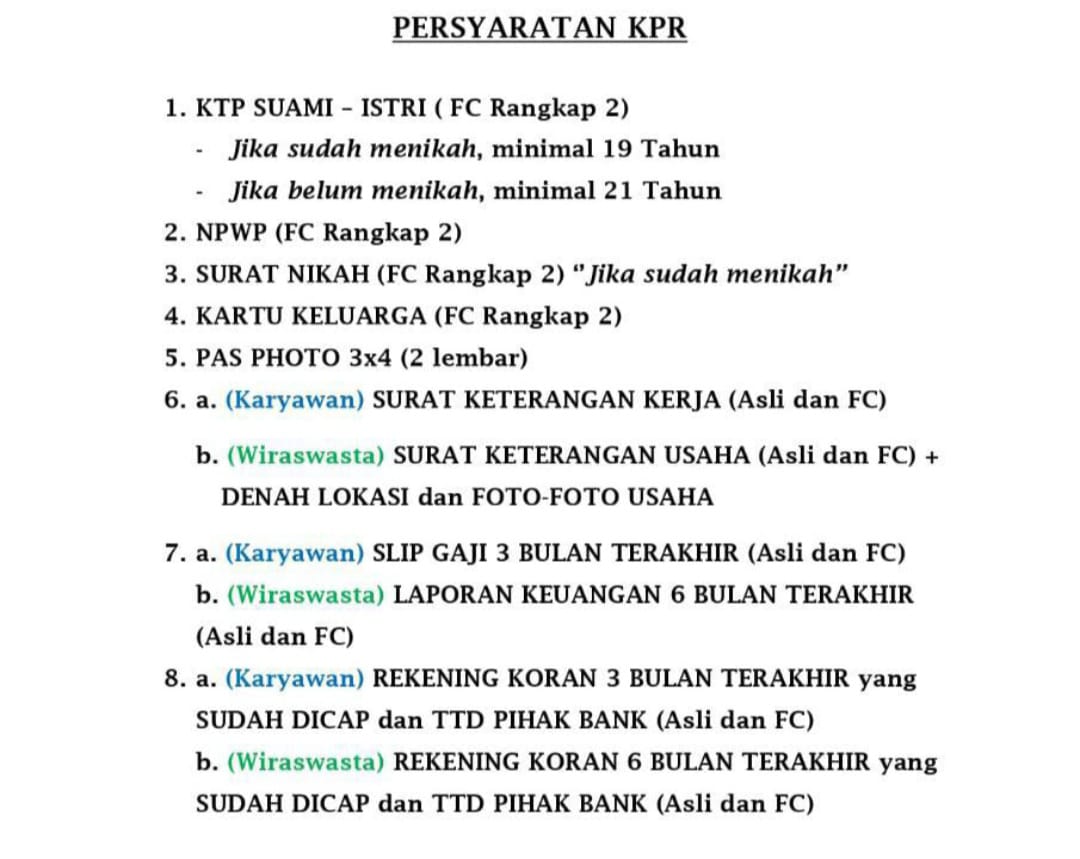 PERSYARATAN KPR
1. KTP SUAMI – ISTRI ( FC Rangkap 2)
- Jika sudah menikah, minimal 19 Tahun
- Jika belum menikah, minimal 21 Tahun
2. NPWP (FC Rangkap 2)
3. SURAT NIKAH (FC Rangkap 2) "Jika sudah menikah"
4. KARTU KELUARGA (FC Rangkap 2)
5. PAS PHOTO 3x4 (2 lembar)
6. a. (Karyawan) SURAT KETERANGAN KERJA (Asli dan FC)
b. (Wiraswasta) SURAT KETERANGAN USAHA (Asli dan FC) +
DENAH LOKASI dan FOTO-FOTO USAHA
7. a. (Karyawan) SLIP GAJI 3 BULAN TERAKHIR (Asli dan FC)
b. (Wiraswasta) LAPORAN KEUANGAN 6 BULAN TERAKHIR
(Asli dan FC)
8. a. (Karyawan) REKENING KORAN 3 BULAN TERAKHIR yang
SUDAH DICAP dan TTD PIHAK BANK (Asli dan FC)
b. (Wiraswasta) REKENING KORAN 6 BULAN TERAKHIR yang
SUDAH DICAP dan TTD PIHAK BANK (Asli dan FC)